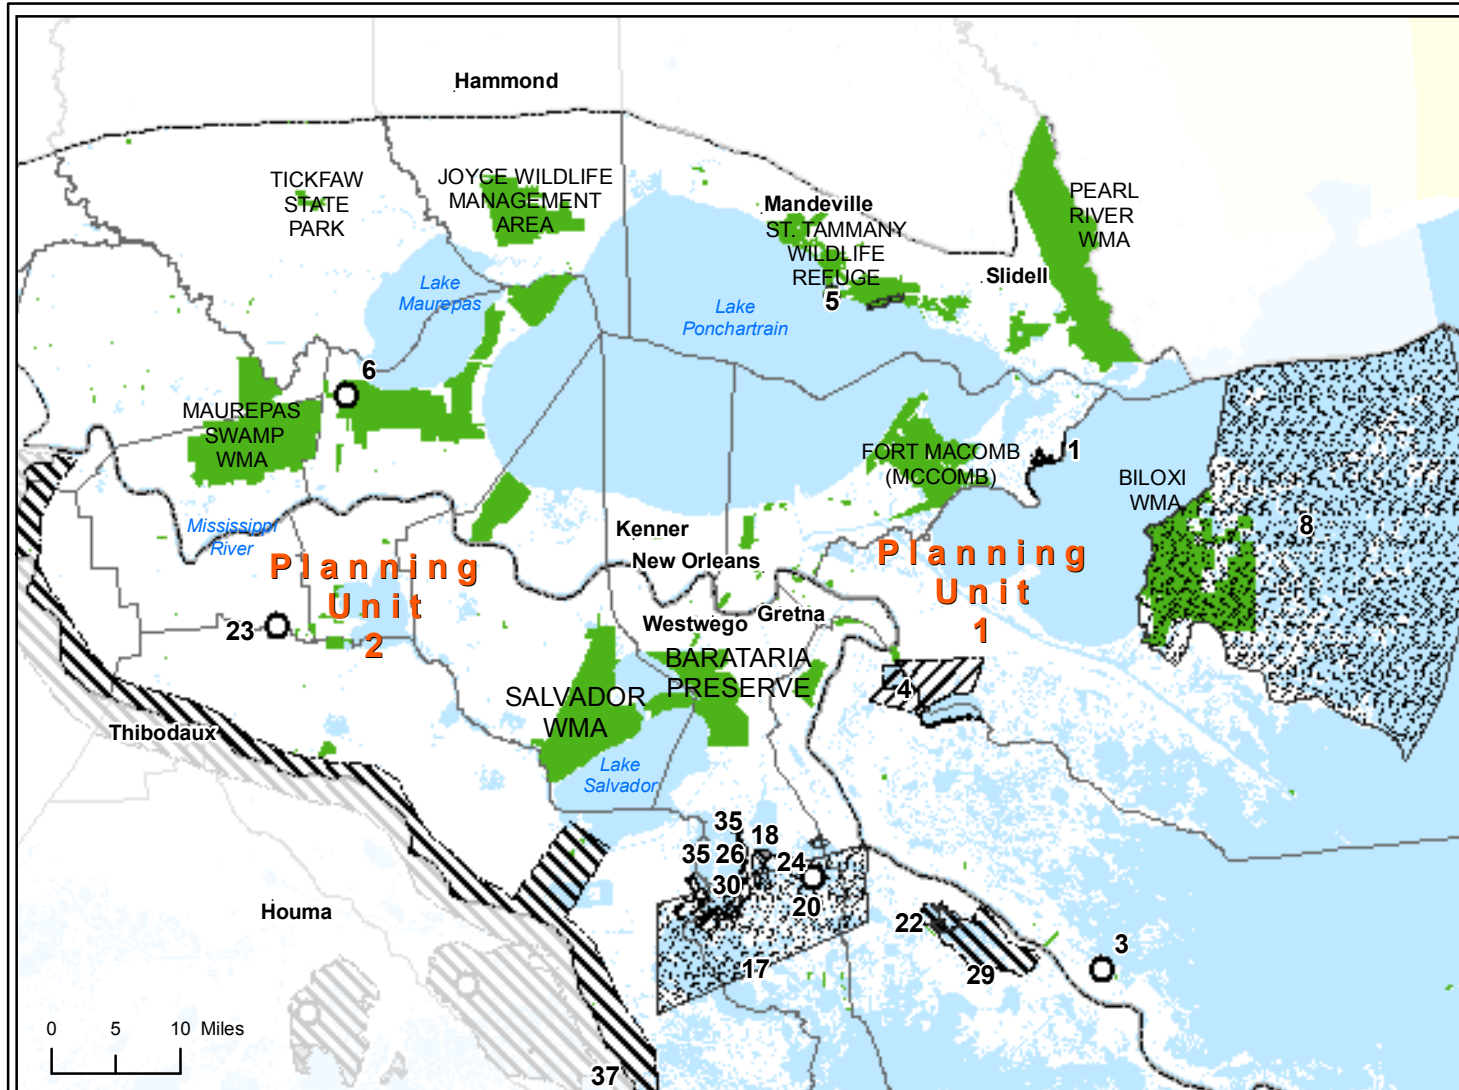 Hammond
TICKFAW
STATE
PARK
JOYCE WILDLIFE
MANAGEMENT
AREA
Mandeville
ST. TAMMANY
WILDLIFE
REFUGE
5
PEARL
RIVER
WMA
Slidell
Lake
Maurepas
Lake
Ponchartrain
6
MAUREPAS
SWAMP
WMA
FORT MACOMB
(MCCOMB)
1
BILOXI
WMA
8
Mississippi
River
Kenner
New Orleans
Planning
Unit
2
Planning
Unit
1
23
Westwego
Gretna
BARATARIA
PRESERVE
4
SALVADOR
WMA
Thibodaux
Lake
Salvador
35
18
35
26
24
30
20
Houma
22
3
17
29
0 5 10 Miles
37